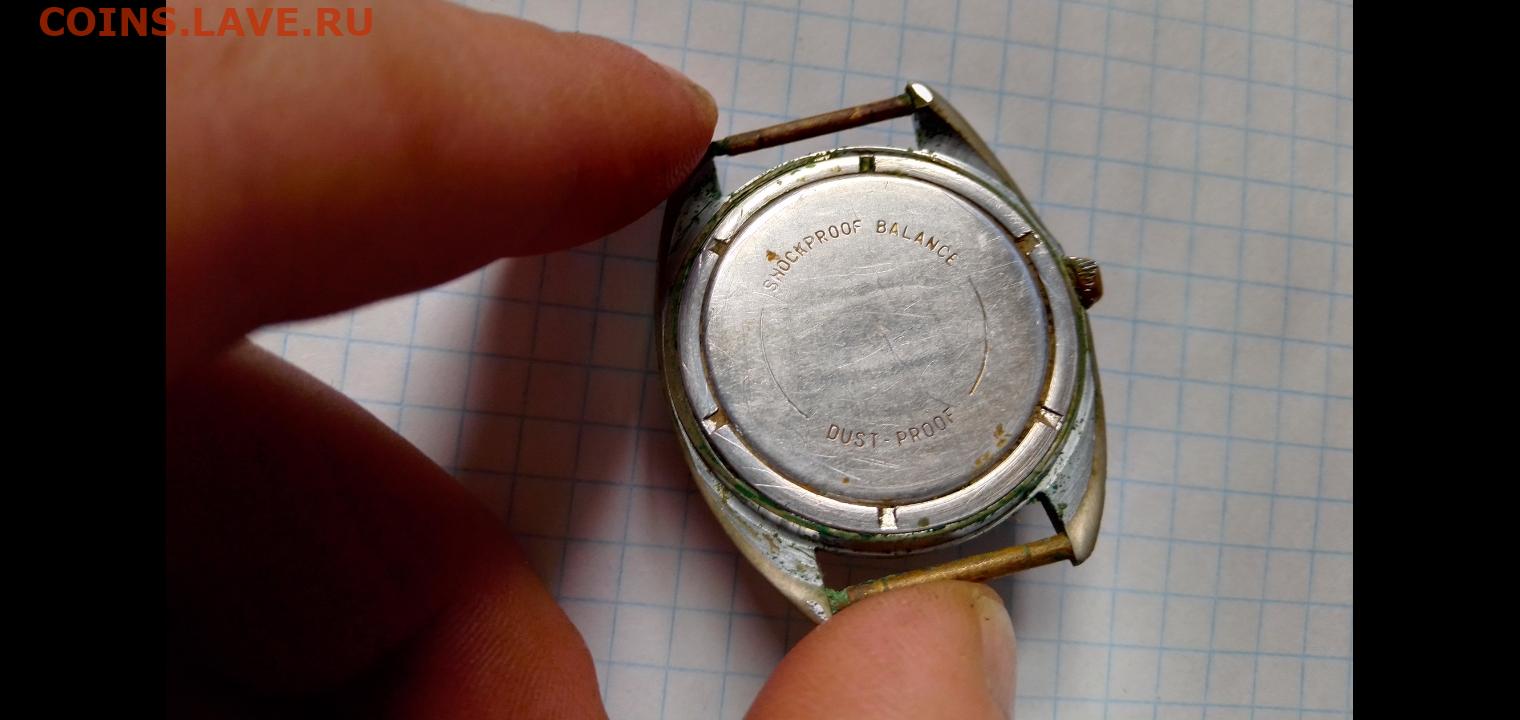 COINS.LAVE.RU
SHOCKPROOF BALANCE
DUST-PROOF